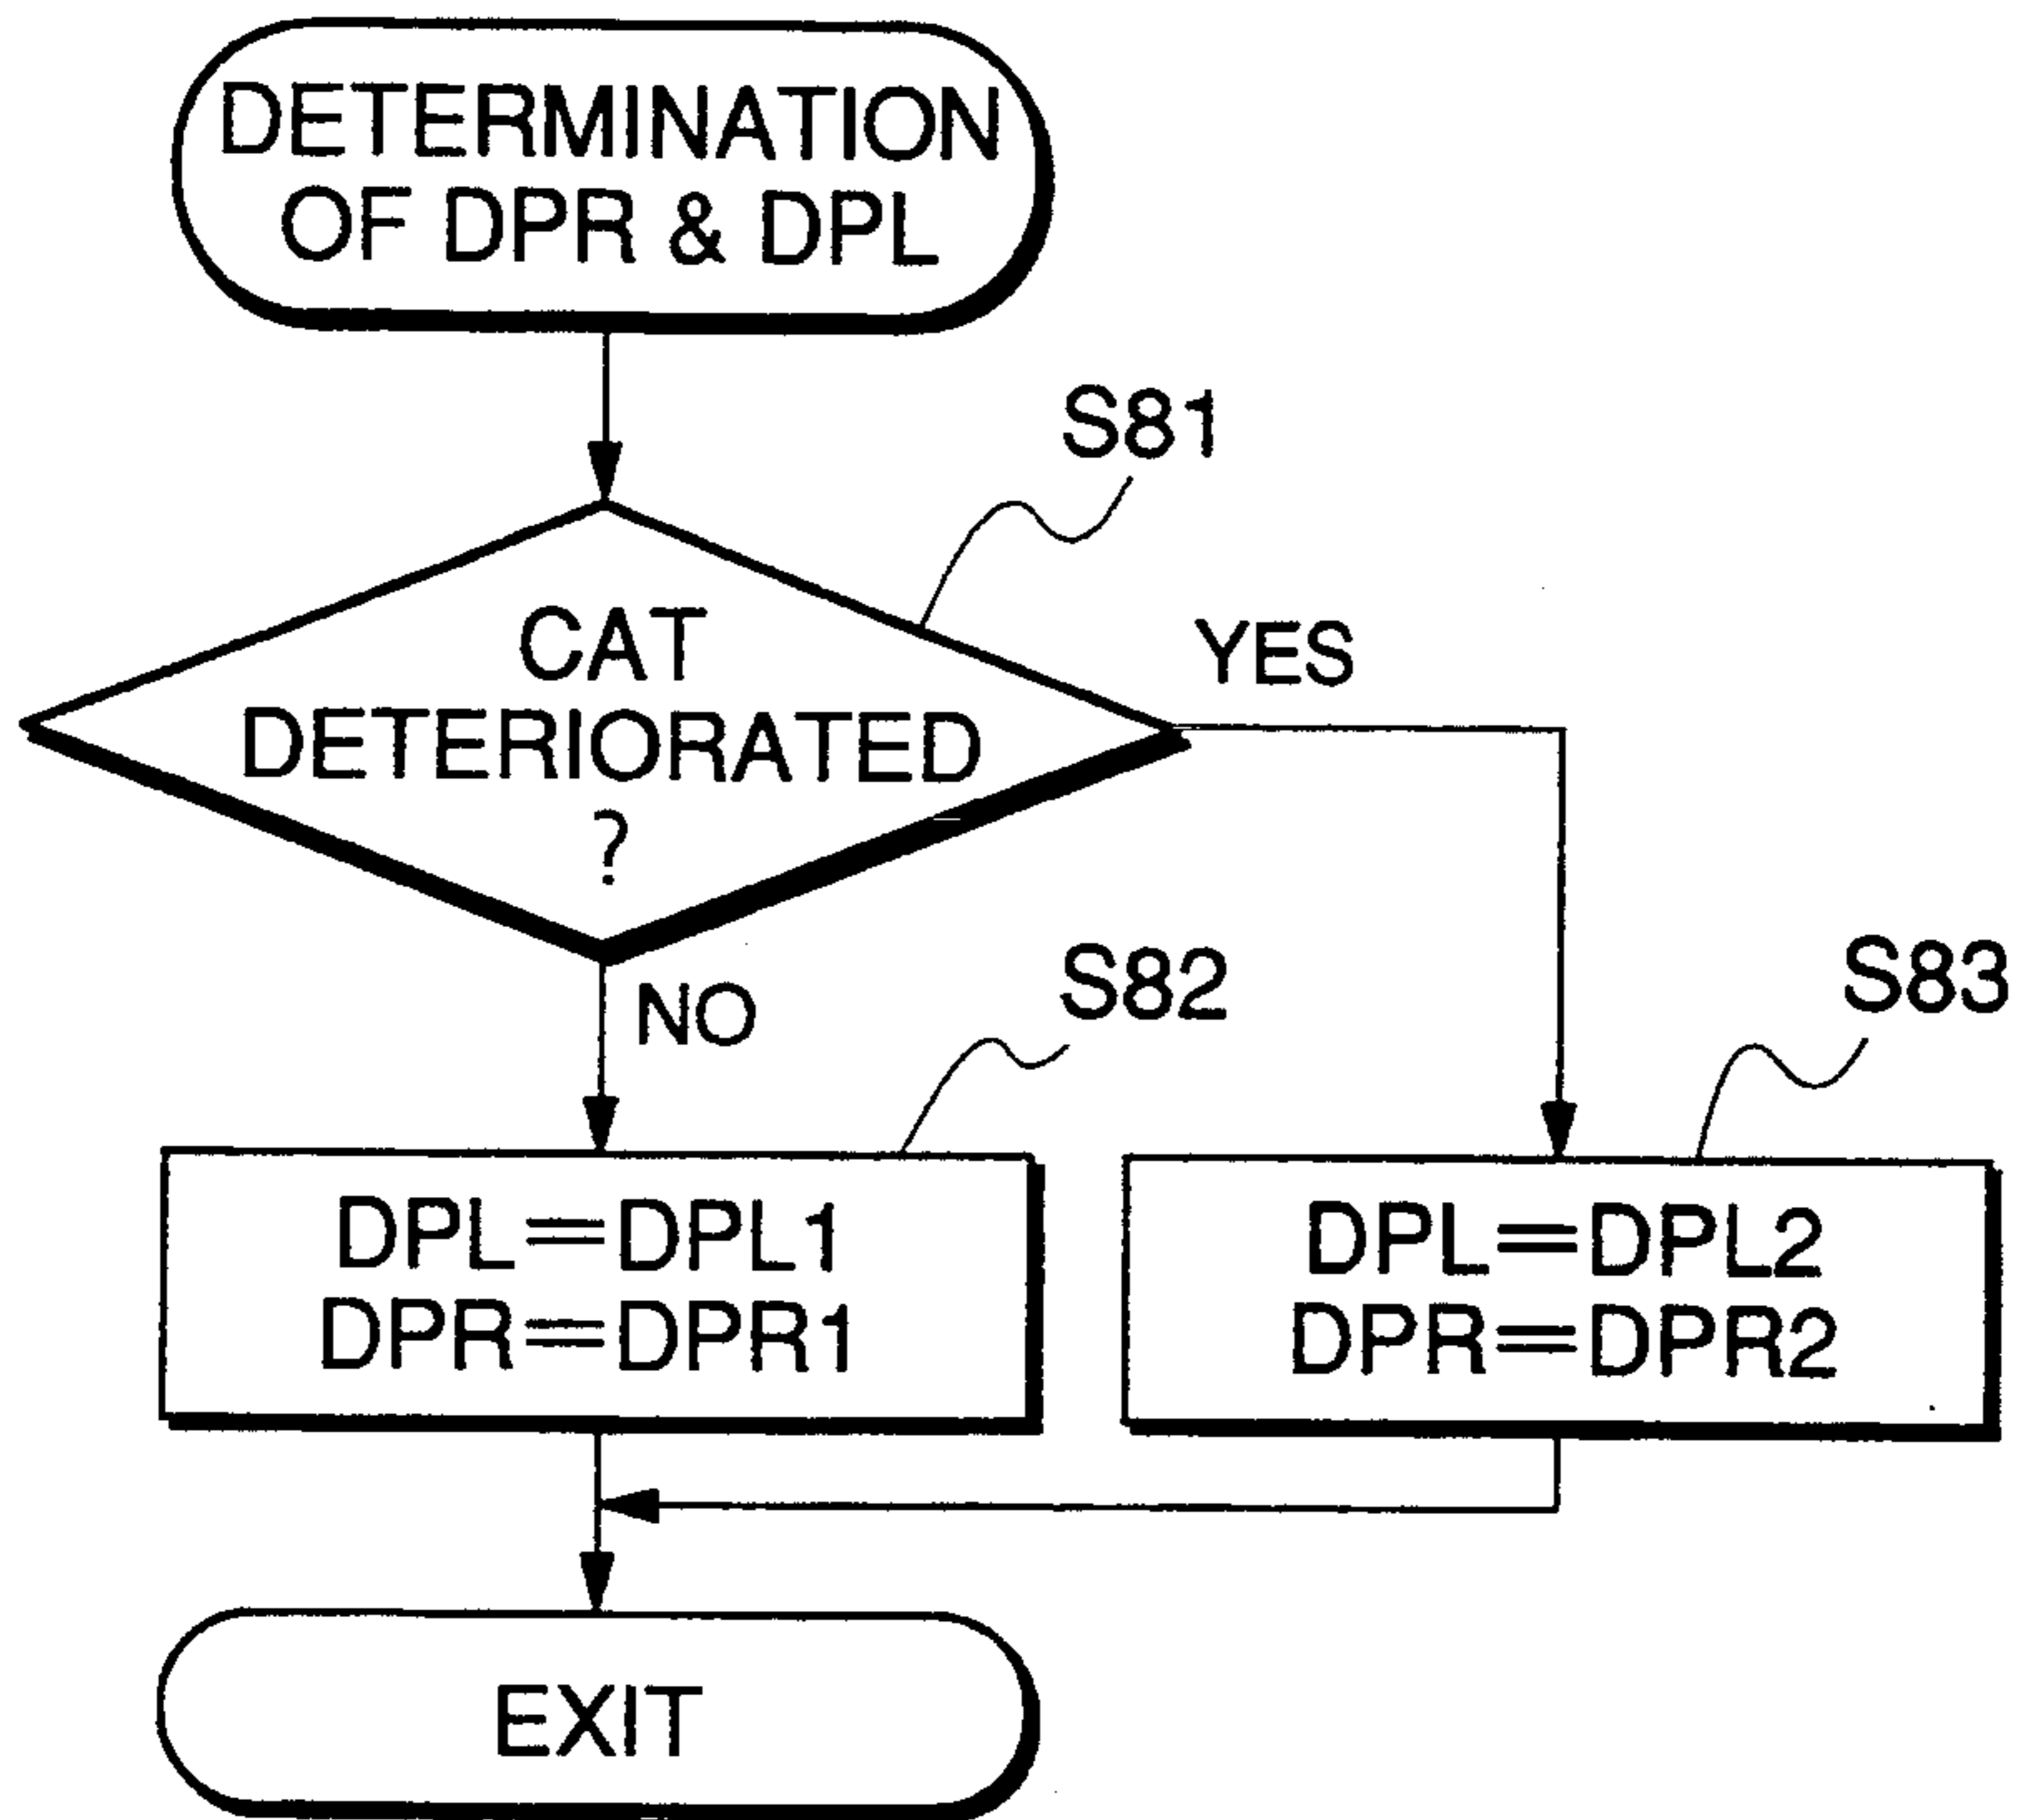 DETERMINATION
OF DPR & DPL
S81
CAT
DETERIORATED
?
YES
NO
S82
S83
DPL=DPL1
DPR=DPR1
DPL=DPL2
DPR=DPR2
EXIT